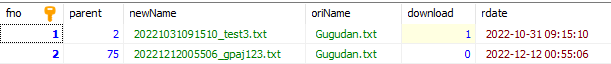 fno parent newName oriName download rdate
1 2 20221031091510_test3.txt Gugudan.txt 1 2022-10-31 09:15:10
2 75 20221212005506_gpaj123.txt Gugudan.txt 0 2022-12-12 00:55:06